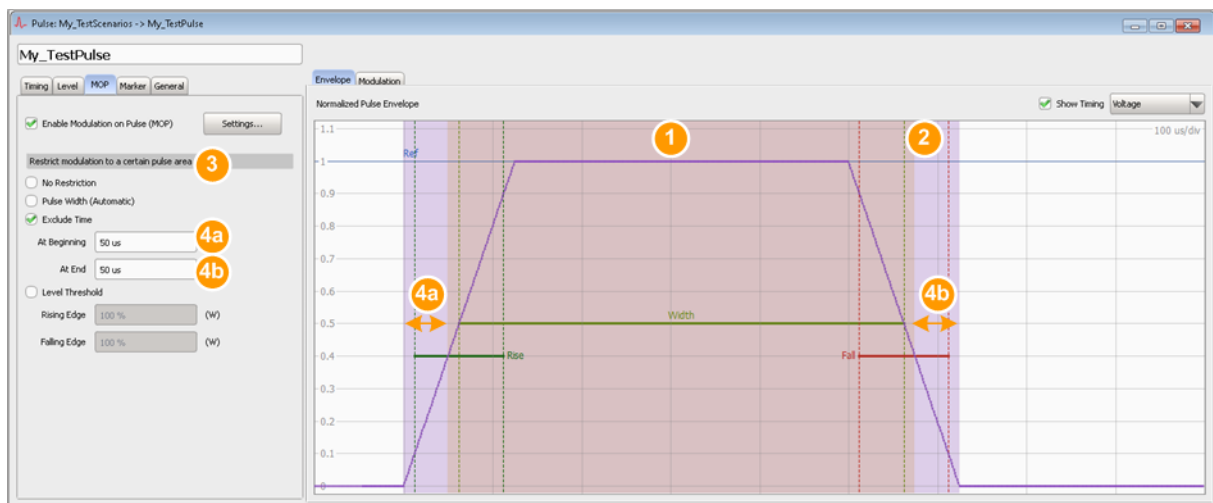 Pulse: My_TestScenarios -> My_TestPulse
My_TestPulse
Timing Level MOP Marker General
Enable Modulation on Pulse (MOP) Settings...
Restrict modulation to a certain pulse area
3
No Restriction
Pulse Width (Automatic)
Exclude Time
At Beginning 50 us 4a
At End 50 us 4b
Level Threshold
Rising Edge 100 % (W)
Falling Edge 100 % (W)
Envelope Modulation
Normalized Pulse Envelope Show Timing Voltage
1.1 1 2 100 us/div
Ref
1
0.9
0.8
0.7
0.6
4a 4b
Width
0.5
0.4 Rise Fall
0.3
0.2
0.1
0